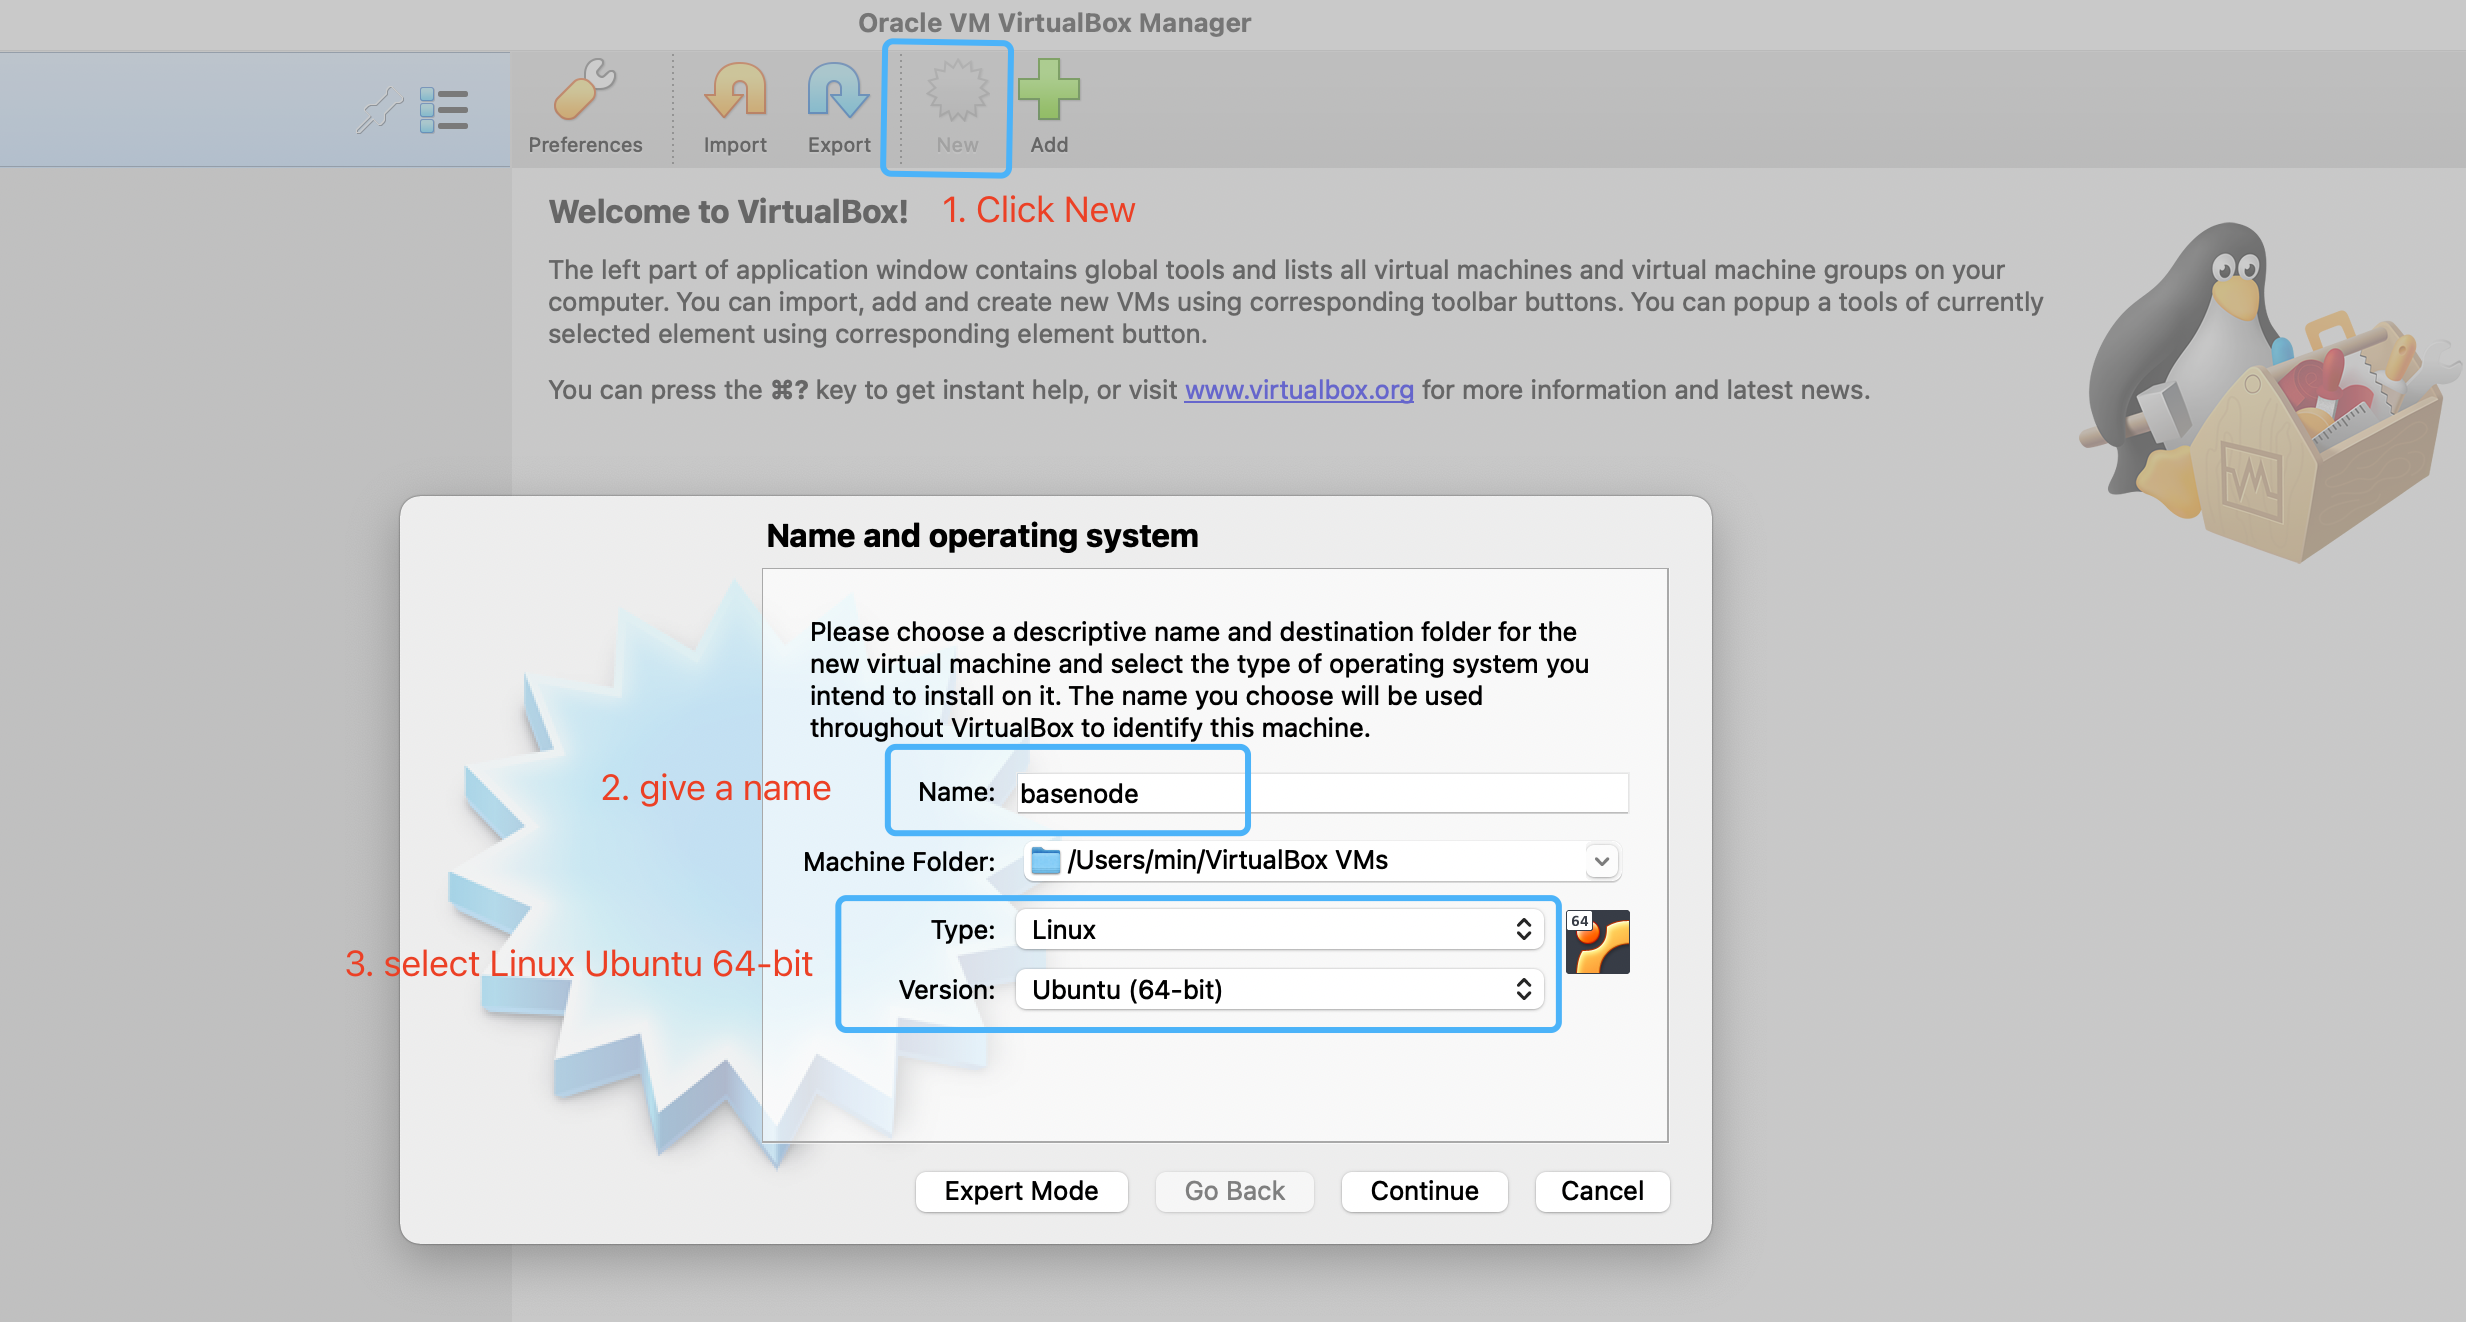 Oracle VM VirtualBox Manager
Preferences
Import
Export
New
Add
Welcome to VirtualBox!
1. Click New
The left part of application window contains global tools and lists all virtual machines and virtual machine groups on your
computer. You can import, add and create new VMs using corresponding toolbar buttons. You can popup a tools of currently
selected element using corresponding element button.
You can press the ⌘? key to get instant help, or visit www.virtualbox.org for more information and latest news.
Name and operating system
Please choose a descriptive name and destination folder for the
new virtual machine and select the type of operating system you
intend to install on it. The name you choose will be used
throughout VirtualBox to identify this machine.
2. give a name
Name: basenode
Machine Folder: /Users/min/VirtualBox VMs
Type: Linux
64
3. select Linux Ubuntu 64-bit
Version: Ubuntu (64-bit)
Expert Mode
Go Back
Continue
Cancel